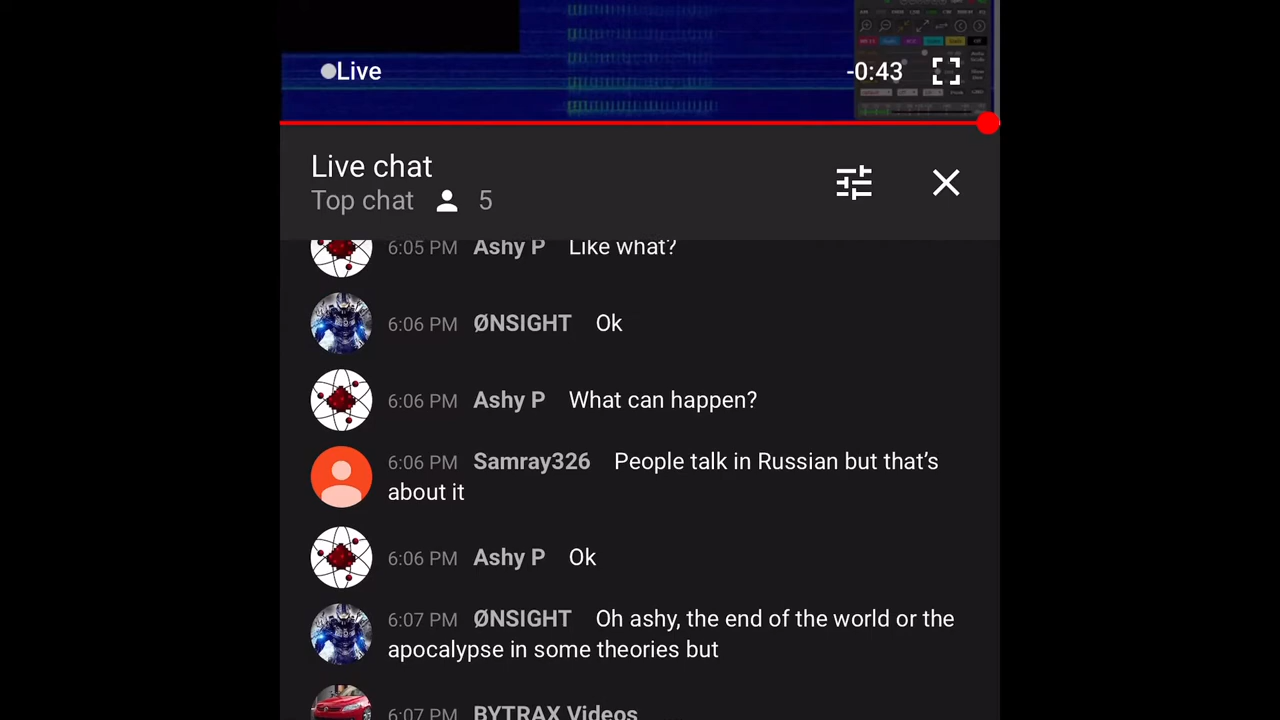 Live
-0:43
Live chat
Top chat 5
6:05 PM Ashy P Like what?
6:06 PM ØNSIGHT Ok
6:06 PM Ashy P What can happen?
6:06 PM Samray326 People talk in Russian but that’s
about it
6:06 PM Ashy P Ok
6:07 PM ØNSIGHT Oh ashy, the end of the world or the
apocalypse in some theories but
6:07 PM BYTRAX Videos